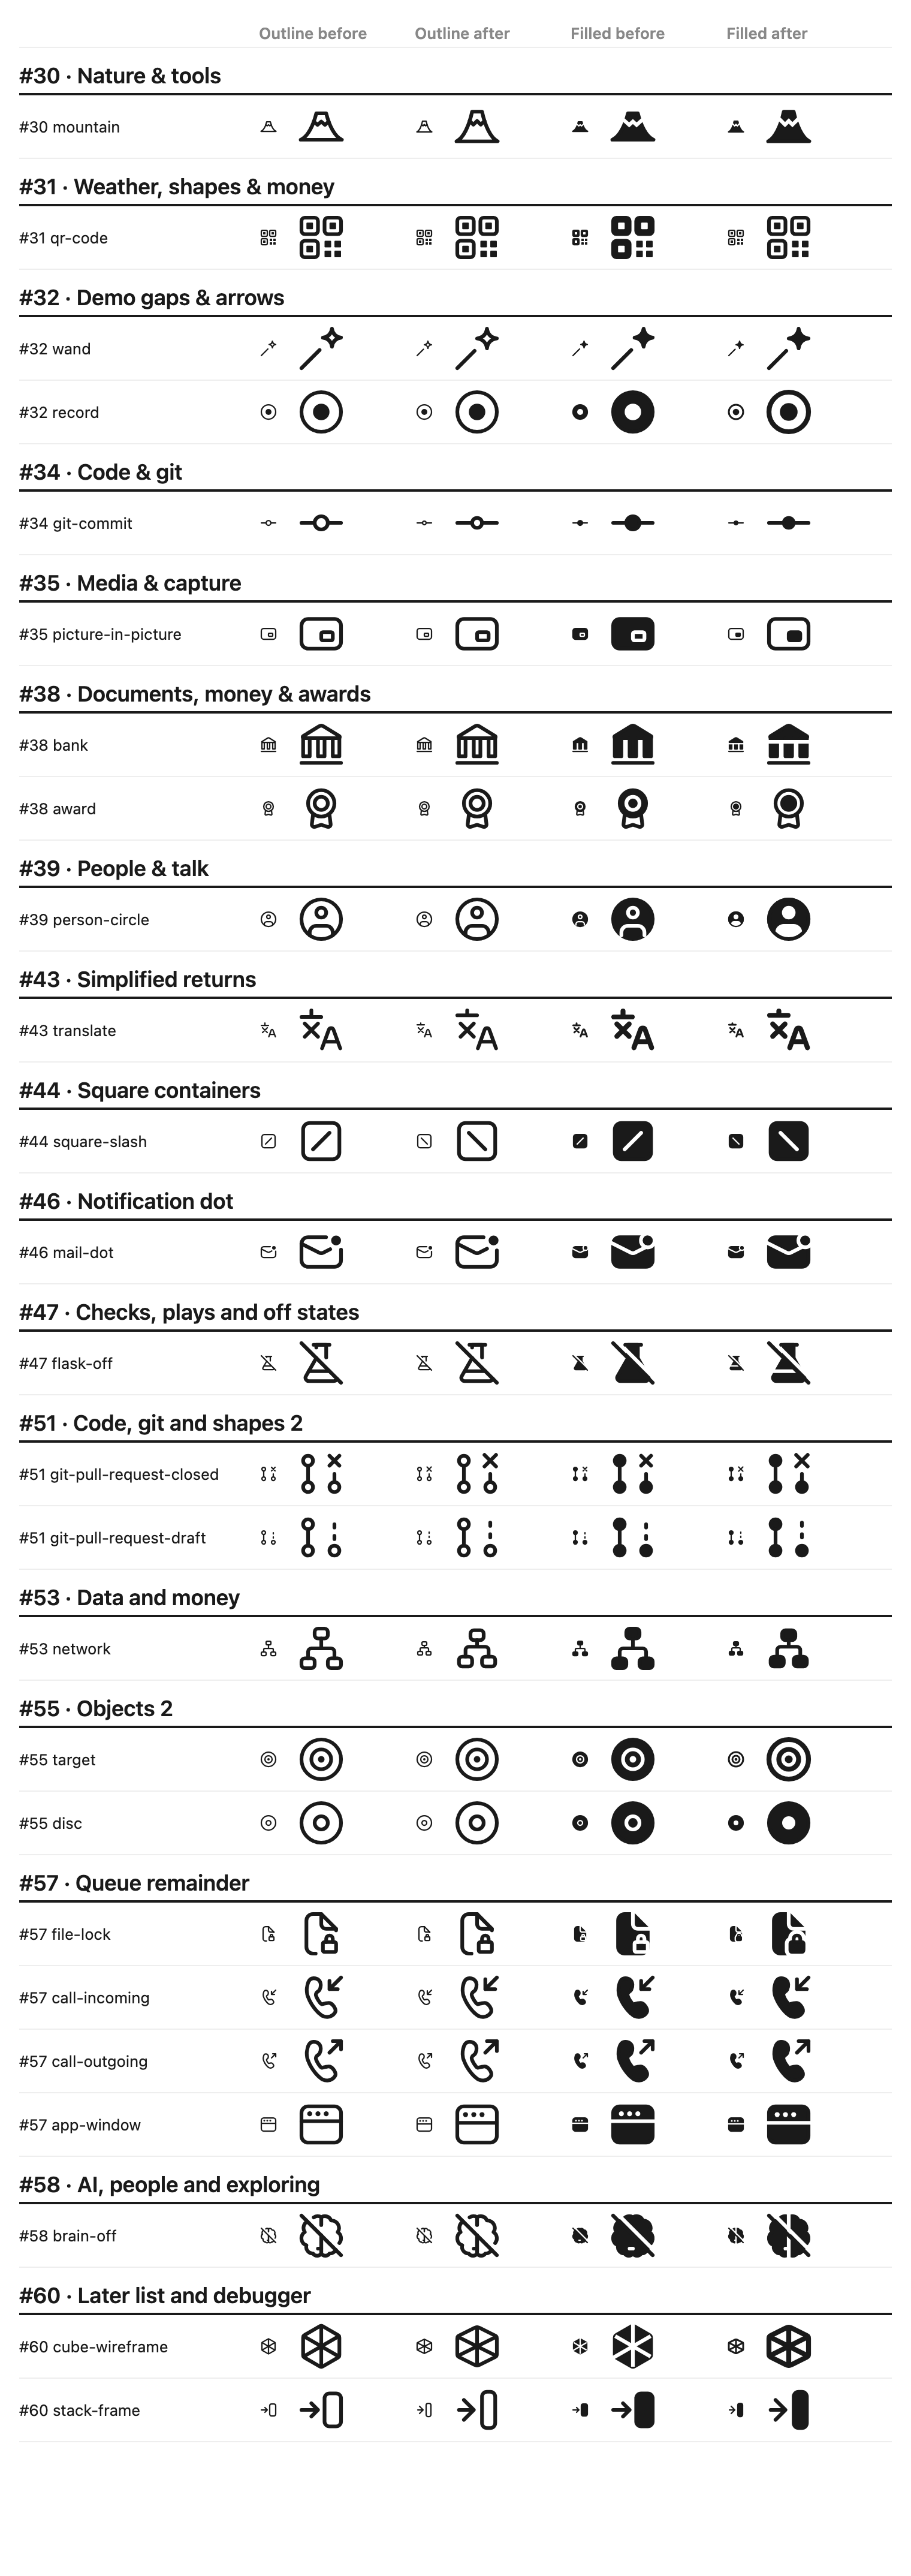 Outline before Outline after Filled before Filled after
#30 · Nature & tools
#30 mountain
#31 · Weather, shapes & money
#31 qr-code
#32 · Demo gaps & arrows
#32 wand
#32 record
#34 · Code & git
#34 git-commit
#35 · Media & capture
#35 picture-in-picture
#38 · Documents, money & awards
#38 bank
#38 award
#39 · People & talk
#39 person-circle
#43 · Simplified returns
#43 translate
#44 · Square containers
#44 square-slash
#46 · Notification dot
#46 mail-dot
#47 · Checks, plays and off states
#47 flask-off
#51 · Code, git and shapes 2
#51 git-pull-request-closed
#51 git-pull-request-draft
#53 · Data and money
#53 network
#55 · Objects 2
#55 target
#55 disc
#57 · Queue remainder
#57 file-lock
#57 call-incoming
#57 call-outgoing
#57 app-window
#58 · AI, people and exploring
#58 brain-off
#60 · Later list and debugger
#60 cube-wireframe
#60 stack-frame